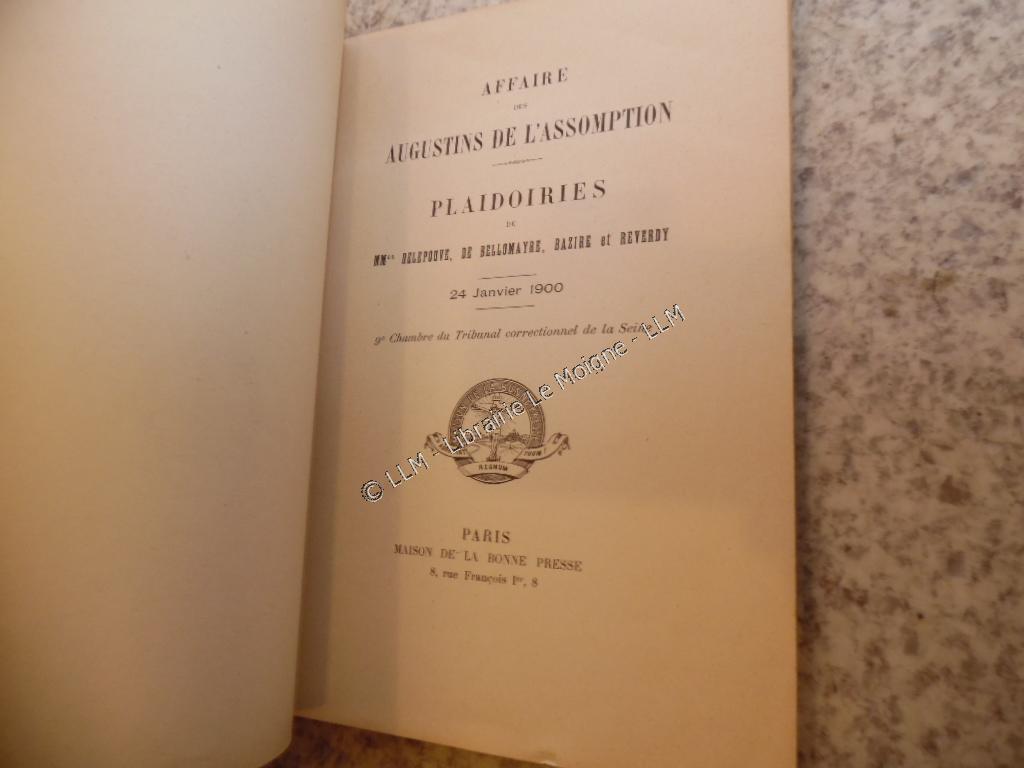 AFFAIRE
DES
AUGUSTINS DE L'ASSOMPTION
PLAIDOIRIES
DE
MMes DELEPOUVE, DE BELLOMAYRE, BAZIRE et REVERDY
24 Janvier 1900
9e Chambre du Tribunal correctionnel de la Seine
© LLM - Librairie Le Moigne - LLM
REGNUM TUUM
PARIS
MAISON DE LA BONNE PRESSE
8, rue François Ier, 8